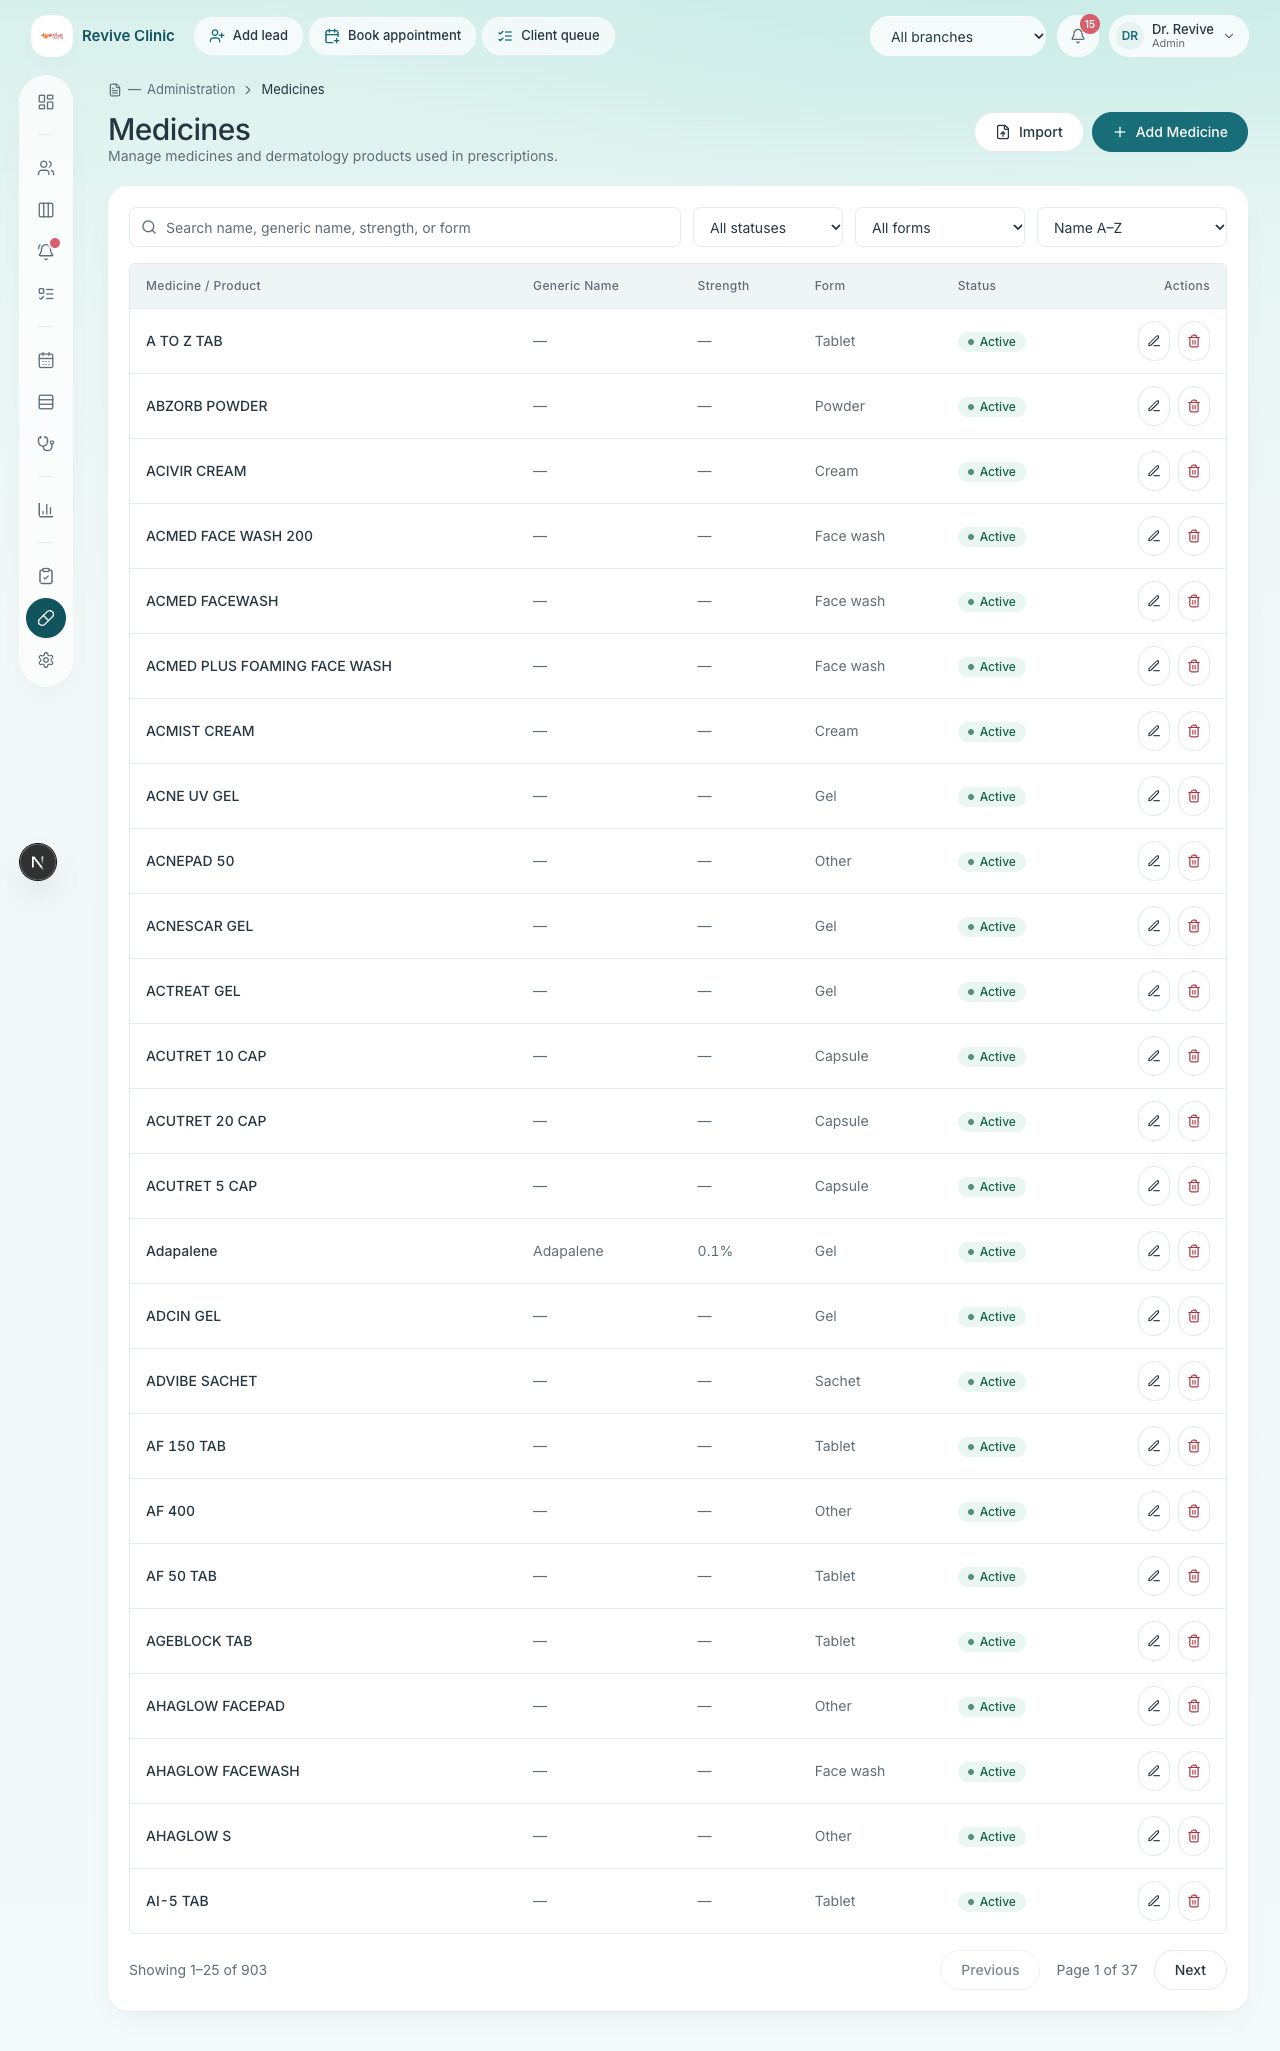 Revive Clinic
Add lead
Book appointment
Client queue
All branches
15
DR
Dr. Revive
Admin
— Administration > Medicines
Medicines
Manage medicines and dermatology products used in prescriptions.
Import
Add Medicine
Search name, generic name, strength, or form
All statuses
All forms
Name A–Z
Medicine / Product Generic Name Strength Form Status Actions
A TO Z TAB — — Tablet Active
ABZORB POWDER — — Powder Active
ACIVIR CREAM — — Cream Active
ACMED FACE WASH 200 — — Face wash Active
ACMED FACEWASH — — Face wash Active
ACMED PLUS FOAMING FACE WASH — — Face wash Active
ACMIST CREAM — — Cream Active
ACNE UV GEL — — Gel Active
ACNEPAD 50 — — Other Active
ACNESCAR GEL — — Gel Active
ACTREAT GEL — — Gel Active
ACUTRET 10 CAP — — Capsule Active
ACUTRET 20 CAP — — Capsule Active
ACUTRET 5 CAP — — Capsule Active
Adapalene Adapalene 0.1% Gel Active
ADCIN GEL — — Gel Active
ADVIBE SACHET — — Sachet Active
AF 150 TAB — — Tablet Active
AF 400 — — Other Active
AF 50 TAB — — Tablet Active
AGEBLOCK TAB — — Tablet Active
AHAGLOW FACEPAD — — Other Active
AHAGLOW FACEWASH — — Face wash Active
AHAGLOW S — — Other Active
AI-5 TAB — — Tablet Active
Showing 1–25 of 903
Previous
Page 1 of 37
Next
N